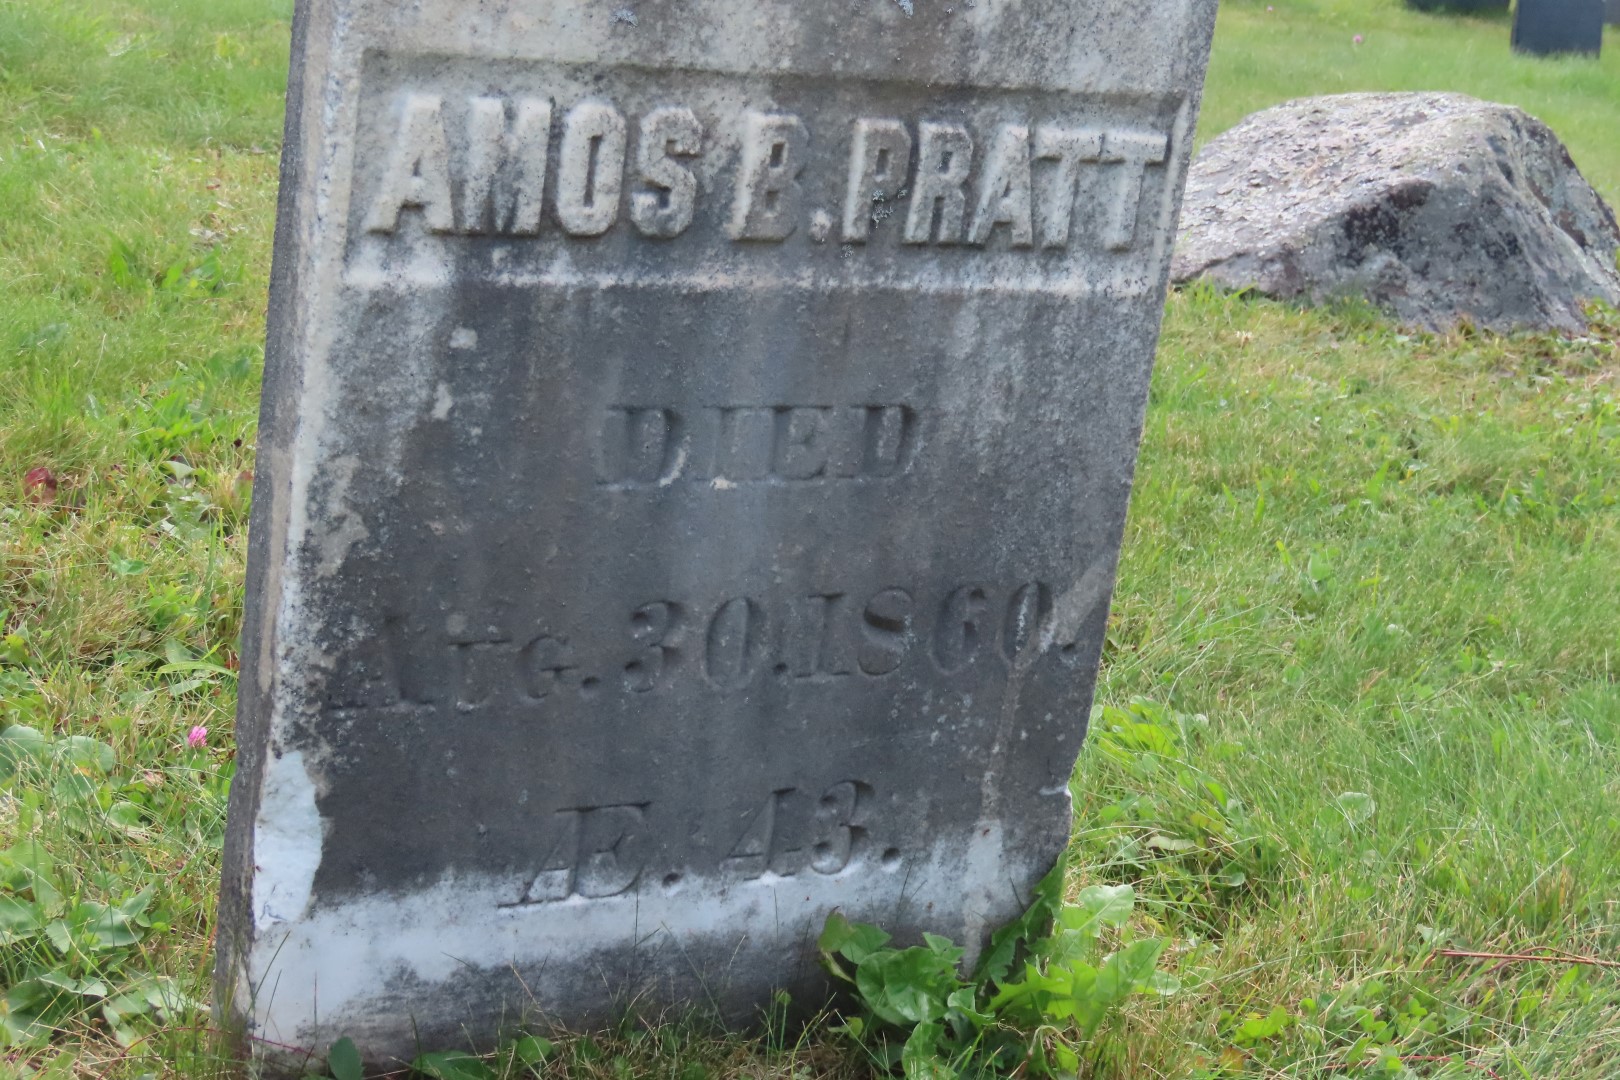 AMOS B. PRATT
DIED
AUG. 30. 1860.
Æ. 43.